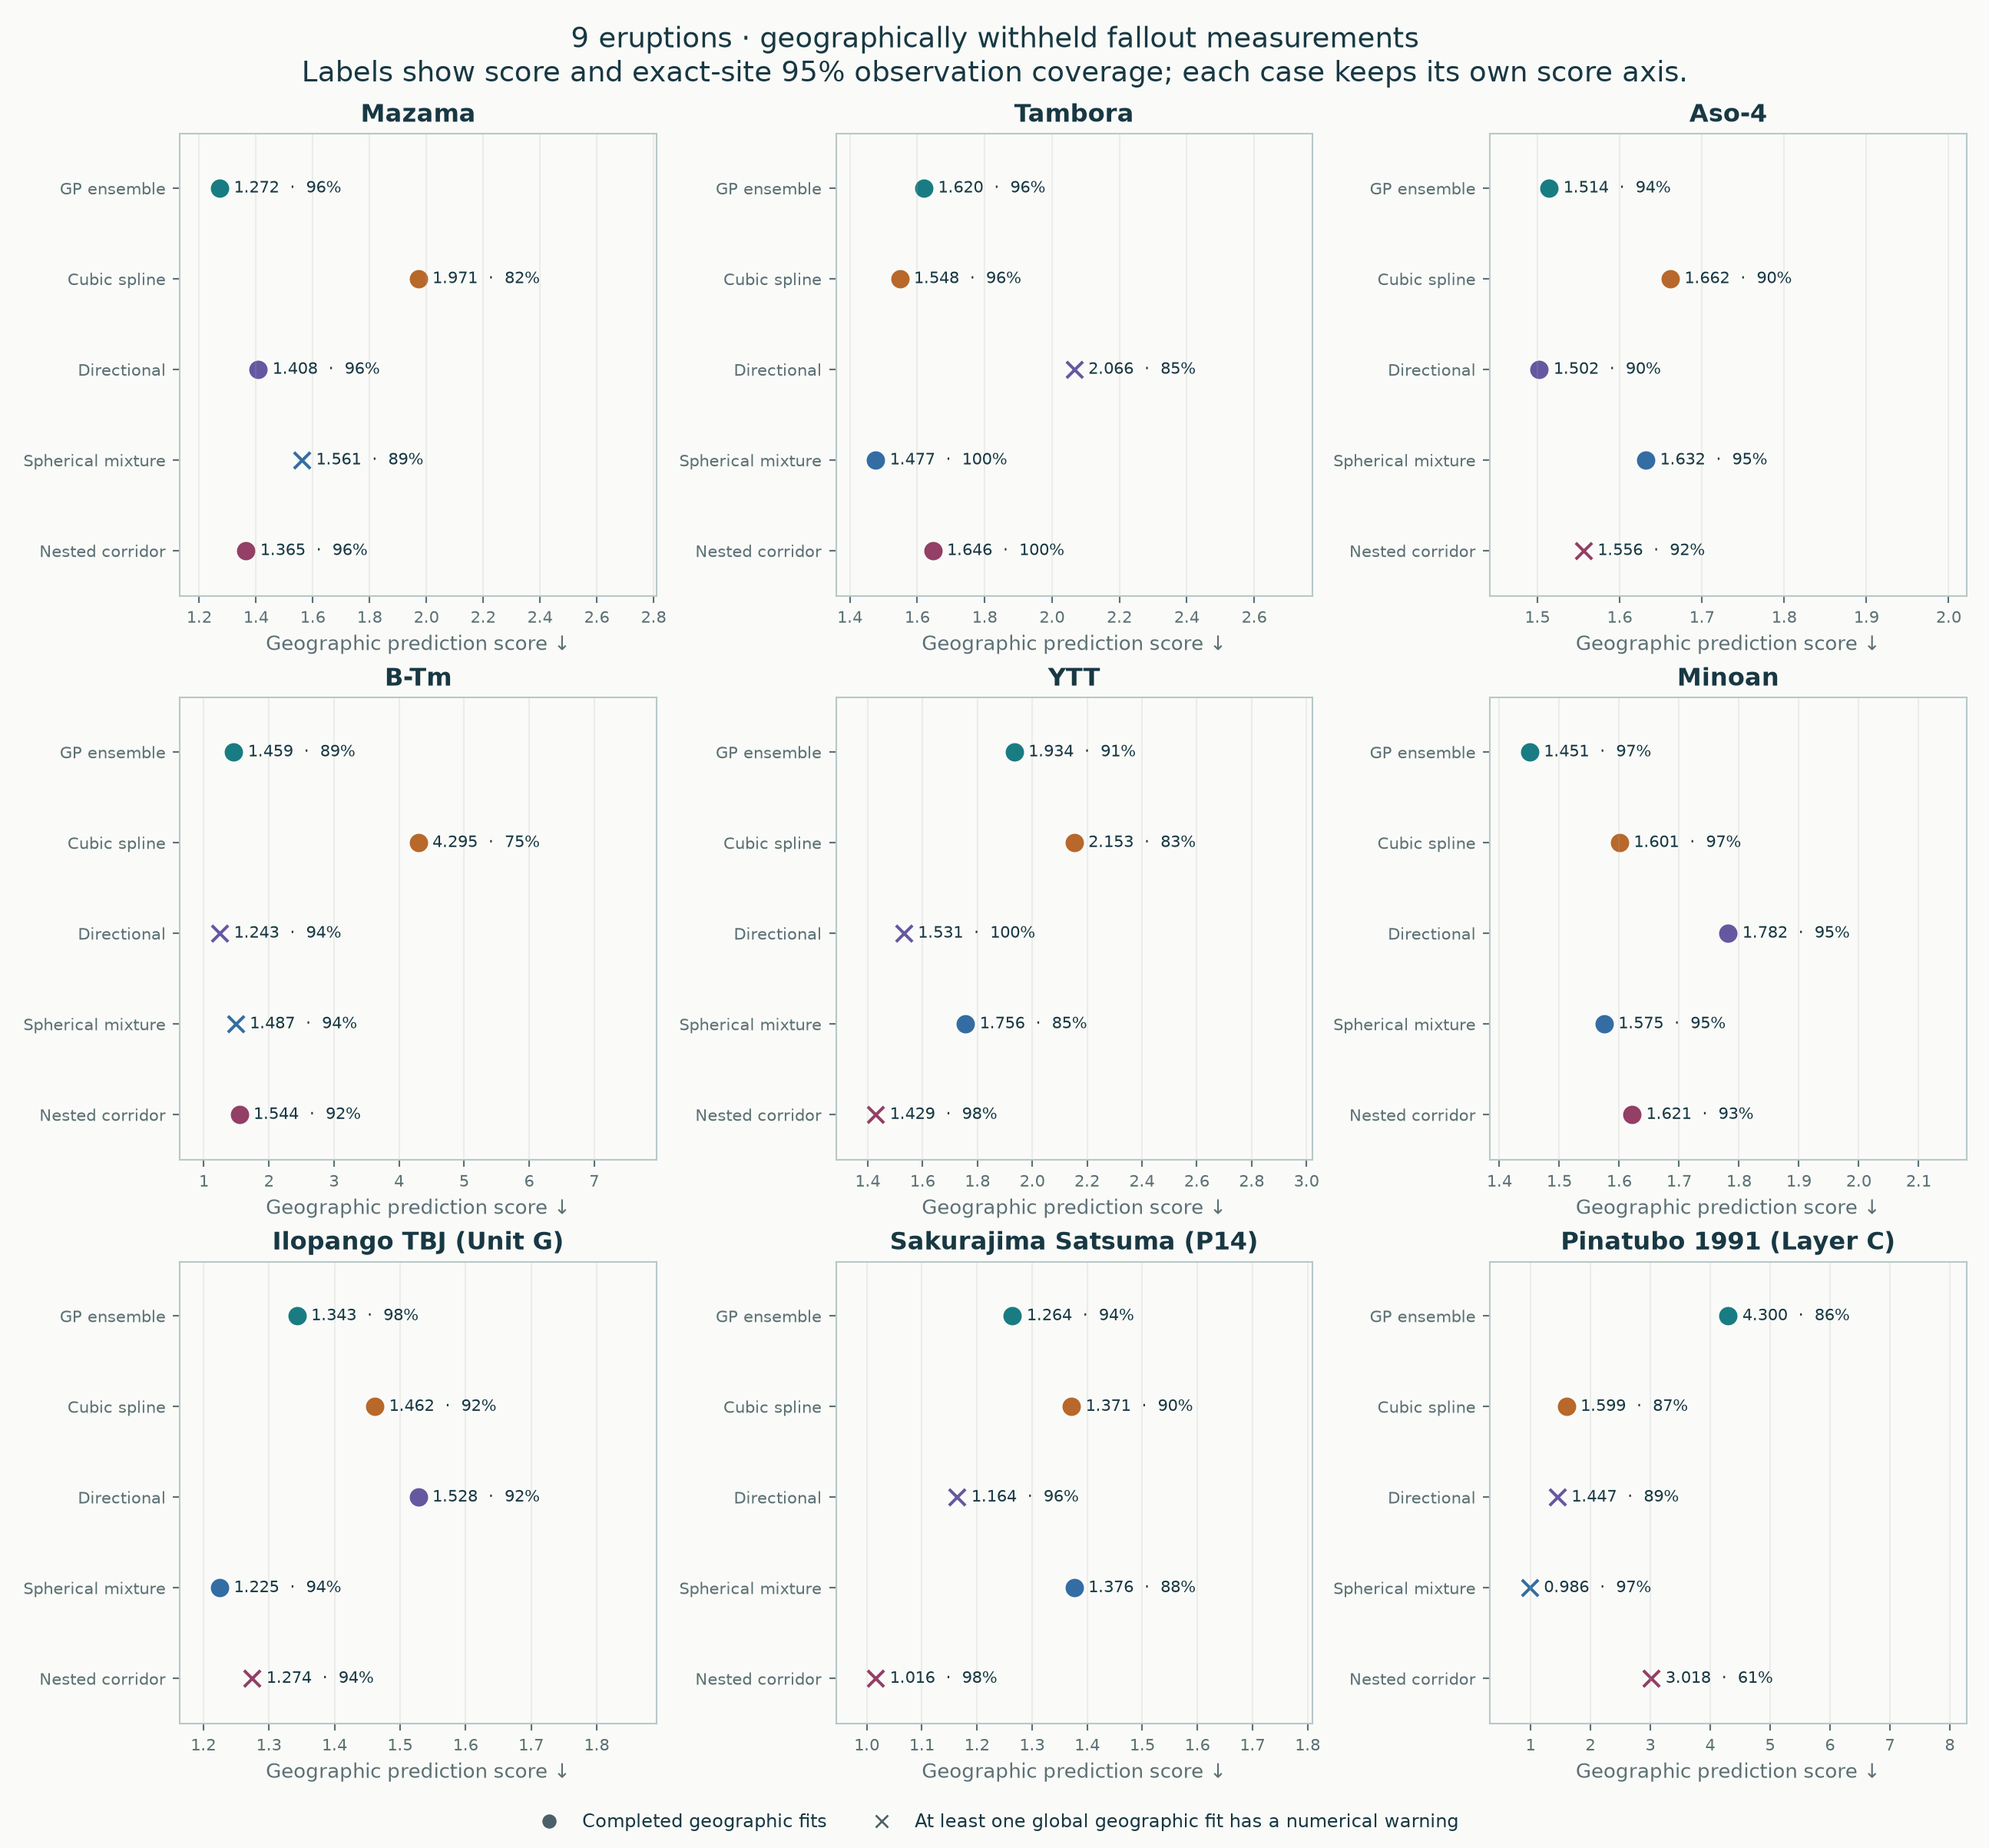 9 eruptions · geographically withheld fallout measurements
Labels show score and exact-site 95% observation coverage; each case keeps its own score axis.
Mazama
GP ensemble
1.272 · 96%
Cubic spline
1.971 · 82%
Directional
1.408 · 96%
Spherical mixture
1.561 · 89%
Nested corridor
1.365 · 96%
1.2 1.4 1.6 1.8 2.0 2.2 2.4 2.6 2.8
Geographic prediction score ↓
Tambora
GP ensemble
1.620 · 96%
Cubic spline
1.548 · 96%
Directional
2.066 · 85%
Spherical mixture
1.477 · 100%
Nested corridor
1.646 · 100%
1.4 1.6 1.8 2.0 2.2 2.4 2.6
Geographic prediction score ↓
Aso-4
GP ensemble
1.514 · 94%
Cubic spline
1.662 · 90%
Directional
1.502 · 90%
Spherical mixture
1.632 · 95%
Nested corridor
1.556 · 92%
1.5 1.6 1.7 1.8 1.9 2.0
Geographic prediction score ↓
B-Tm
GP ensemble
1.459 · 89%
Cubic spline
4.295 · 75%
Directional
1.243 · 94%
Spherical mixture
1.487 · 94%
Nested corridor
1.544 · 92%
1 2 3 4 5 6 7
Geographic prediction score ↓
YTT
GP ensemble
1.934 · 91%
Cubic spline
2.153 · 83%
Directional
1.531 · 100%
Spherical mixture
1.756 · 85%
Nested corridor
1.429 · 98%
1.4 1.6 1.8 2.0 2.2 2.4 2.6 2.8 3.0
Geographic prediction score ↓
Minoan
GP ensemble
1.451 · 97%
Cubic spline
1.601 · 97%
Directional
1.782 · 95%
Spherical mixture
1.575 · 95%
Nested corridor
1.621 · 93%
1.4 1.5 1.6 1.7 1.8 1.9 2.0 2.1
Geographic prediction score ↓
Ilopango TBJ (Unit G)
GP ensemble
1.343 · 98%
Cubic spline
1.462 · 92%
Directional
1.528 · 92%
Spherical mixture
1.225 · 94%
Nested corridor
1.274 · 94%
1.2 1.3 1.4 1.5 1.6 1.7 1.8
Geographic prediction score ↓
Sakurajima Satsuma (P14)
GP ensemble
1.264 · 94%
Cubic spline
1.371 · 90%
Directional
1.164 · 96%
Spherical mixture
1.376 · 88%
Nested corridor
1.016 · 98%
1.0 1.1 1.2 1.3 1.4 1.5 1.6 1.7 1.8
Geographic prediction score ↓
Pinatubo 1991 (Layer C)
GP ensemble
4.300 · 86%
Cubic spline
1.599 · 87%
Directional
1.447 · 89%
Spherical mixture
0.986 · 97%
Nested corridor
3.018 · 61%
1 2 3 4 5 6 7 8
Geographic prediction score ↓
Completed geographic fits
At least one global geographic fit has a numerical warning